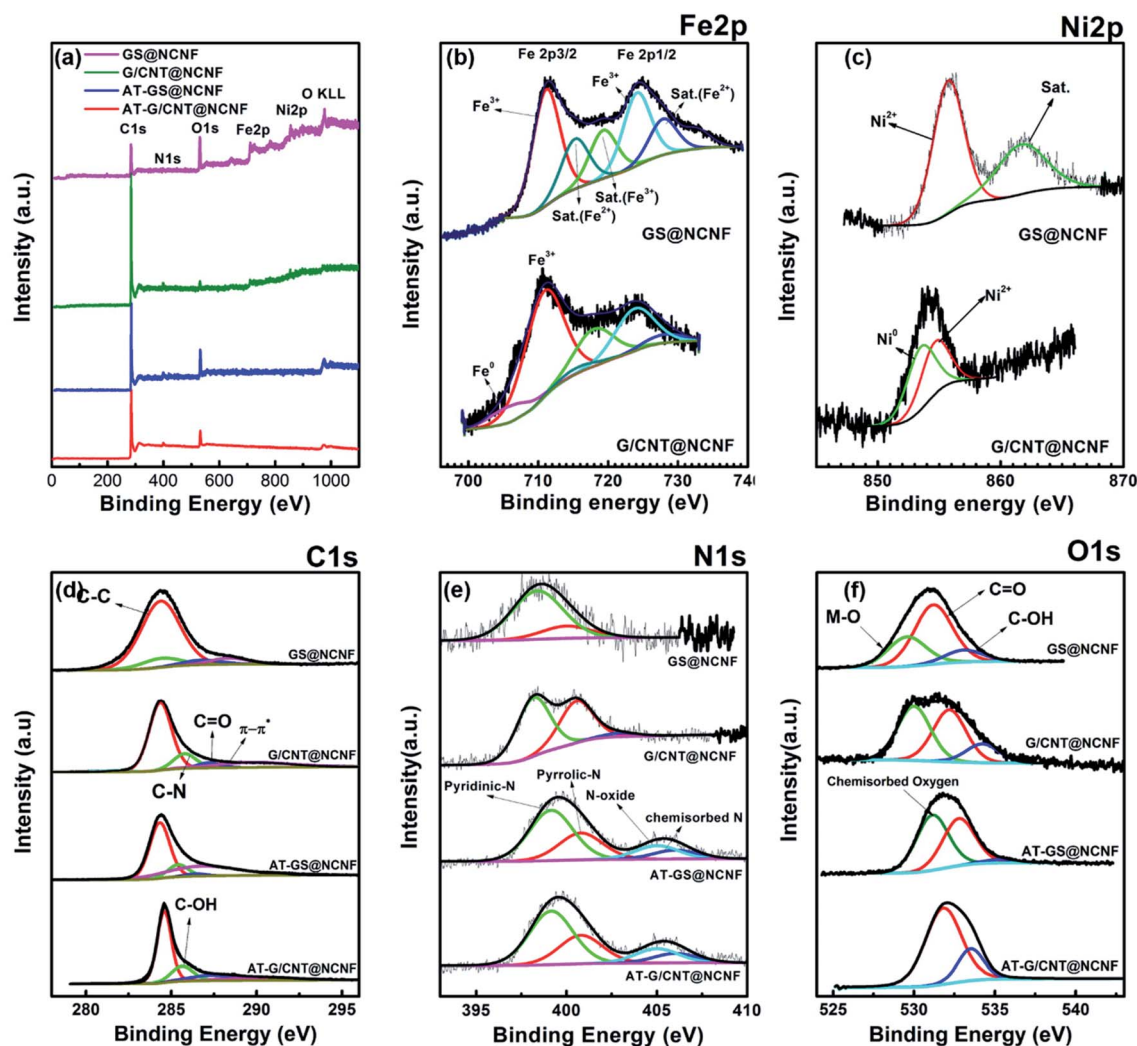 Fe2p
Ni2p
(a)
GS@NCNF
G/CNT@NCNF
AT-GS@NCNF
AT-G/CNT@NCNF
C1s
N1s
O1s
Fe2p
Ni2p
O KLL
Intensity (a.u.)
0 200 400 600 800 1000
Binding Energy (eV)
(b)
Fe 2p3/2 Fe 2p1/2
Fe3+
Fe3+
Sat.(Fe2+)
Sat.(Fe3+)
Sat.(Fe2+)
GS@NCNF
Fe3+
Fe0
G/CNT@NCNF
Intensity (a.u.)
700 710 720 730 740
Binding energy (eV)
(c)
Ni2+
Sat.
GS@NCNF
Ni2+
Ni0
G/CNT@NCNF
Intensity (a.u.)
850 860 870
Binding energy (eV)
C1s
N1s
O1s
(d)
C-C
GS@NCNF
C=O
π–π*
G/CNT@NCNF
C-N
AT-GS@NCNF
C-OH
AT-G/CNT@NCNF
Intensity (a.u)
280 285 290 295
Binding Energy (eV)
(e)
GS@NCNF
G/CNT@NCNF
Pyridinic-N
Pyrrolic-N
N-oxide
chemisorbed N
AT-GS@NCNF
AT-G/CNT@NCNF
Intensity(a.u.)
395 400 405 410
Binding Energy (eV)
(f)
C=O
M-O
C-OH
GS@NCNF
G/CNT@NCNF
Chemisorbed Oxygen
AT-GS@NCNF
AT-G/CNT@NCNF
Intensity(a.u.)
525 530 535 540
Binding Energy (eV)